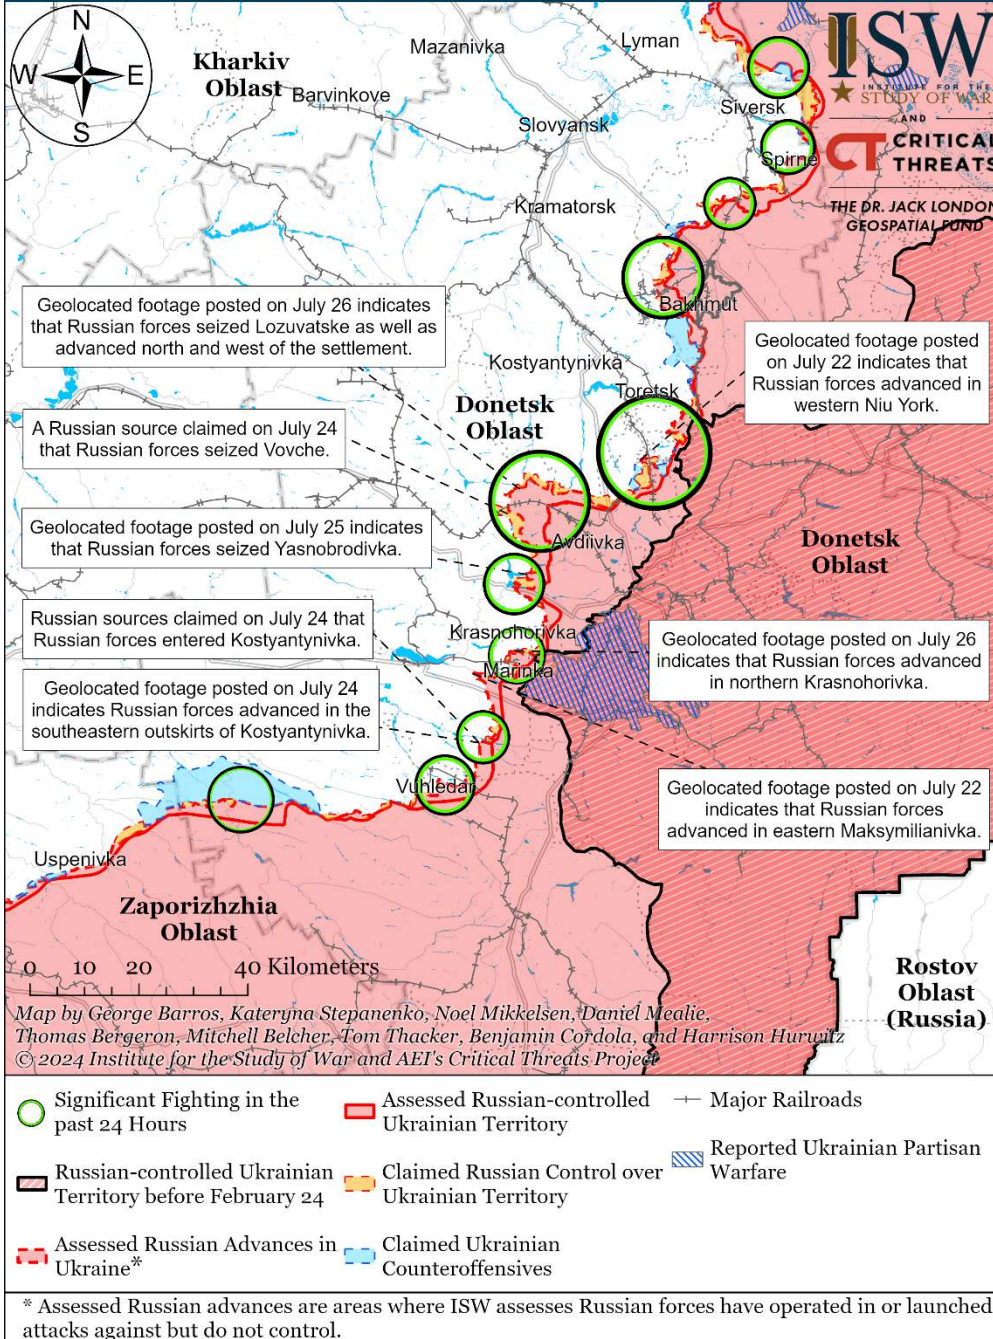 N
W
E
S
Kharkiv
Oblast
Mazanivka
Lyman
Barvinkove
Slovyansk
Siversk
Spirne
Kramatorsk
ISW
INSTITUTE FOR THE
STUDY OF WAR
AND
CT CRITICAL
THREATS
THE DR. JACK LONDON
GEOSPATIAL FUND
Bakhmut
Kostyantynivka
Toretsk
Donetsk
Oblast
Geolocated footage posted on July 26 indicates
that Russian forces seized Lozuvatske as well as
advanced north and west of the settlement.
Geolocated footage posted
on July 22 indicates that
Russian forces advanced in
western Niu York.
A Russian source claimed on July 24
that Russian forces seized Vovche.
Avdiivka
Donetsk
Oblast
Geolocated footage posted on July 25 indicates
that Russian forces seized Yasnobrodivka.
Russian sources claimed on July 24 that
Russian forces entered Kostyantynivka.
Krasnohorivka
Marinka
Geolocated footage posted on July 26
indicates that Russian forces advanced
in northern Krasnohorivka.
Geolocated footage posted on July 24
indicates Russian forces advanced in the
southeastern outskirts of Kostyantynivka.
Vuhledar
Geolocated footage posted on July 22
indicates that Russian forces
advanced in eastern Maksymilianivka.
Uspenivka
Zaporizhzhia
Oblast
Rostov
Oblast
(Russia)
0 10 20 40 Kilometers
Map by George Barros, Kateryna Stepanenko, Noel Mikkelsen, Daniel Mealie,
Thomas Bergeron, Mitchell Belcher, Tom Thacker, Benjamin Cordola, and Harrison Hurwitz
© 2024 Institute for the Study of War and AEI's Critical Threats Project
Significant Fighting in the
past 24 Hours
Assessed Russian-controlled
Ukrainian Territory
Major Railroads
Russian-controlled Ukrainian
Territory before February 24
Claimed Russian Control over
Ukrainian Territory
Reported Ukrainian Partisan
Warfare
Assessed Russian Advances in
Ukraine*
Claimed Ukrainian
Counteroffensives
* Assessed Russian advances are areas where ISW assesses Russian forces have operated in or launched
attacks against but do not control.